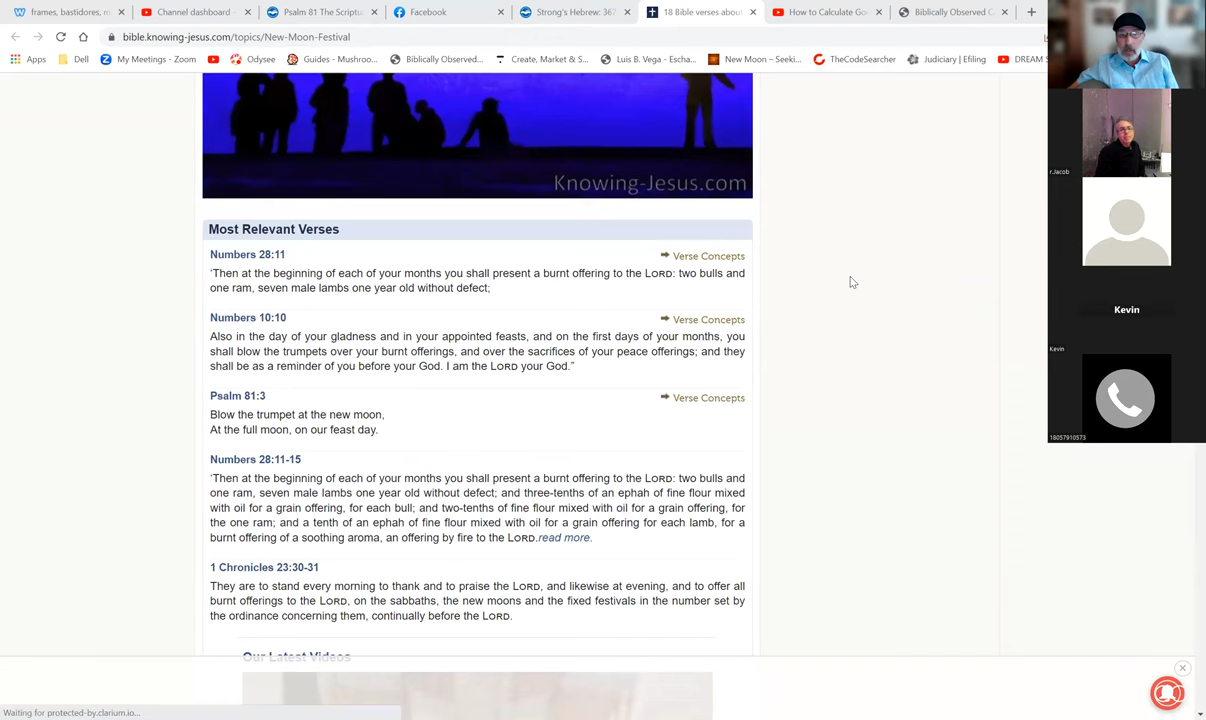 frames, bastidores, m
Channel dashboard -
Psalm 81 The Scriptu
Facebook
Strong's Hebrew: 367
18 Bible verses about
How to Calculate Go
Biblically Observed C
bible.knowing-jesus.com/topics/New-Moon-Festival
Apps
Dell
My Meetings - Zoom
Odysee
Guides - Mushroo...
Biblically Observed...
Create, Market & S...
Luis B. Vega - Escha...
New Moon – Seeki...
TheCodeSearcher
Judiciary | Efiling
DREAM S
Knowing-Jesus.com
Most Relevant Verses
Numbers 28:11
Verse Concepts
'Then at the beginning of each of your months you shall present a burnt offering to the LORD: two bulls and
one ram, seven male lambs one year old without defect;
Numbers 10:10
Verse Concepts
Also in the day of your gladness and in your appointed feasts, and on the first days of your months, you
shall blow the trumpets over your burnt offerings, and over the sacrifices of your peace offerings; and they
shall be as a reminder of you before your God. I am the LORD your God."
Psalm 81:3
Verse Concepts
Blow the trumpet at the new moon,
At the full moon, on our feast day.
Numbers 28:11-15
'Then at the beginning of each of your months you shall present a burnt offering to the LORD: two bulls and
one ram, seven male lambs one year old without defect; and three-tenths of an ephah of fine flour mixed
with oil for a grain offering, for each bull; and two-tenths of fine flour mixed with oil for a grain offering, for
the one ram; and a tenth of an ephah of fine flour mixed with oil for a grain offering for each lamb, for a
burnt offering of a soothing aroma, an offering by fire to the LORD.read more.
1 Chronicles 23:30-31
They are to stand every morning to thank and to praise the LORD, and likewise at evening, and to offer all
burnt offerings to the LORD, on the sabbaths, the new moons and the fixed festivals in the number set by
the ordinance concerning them, continually before the LORD.
Our Latest Videos
Waiting for protected-by.clarium.io...
r.Jacob
Kevin
Kevin
18057910573